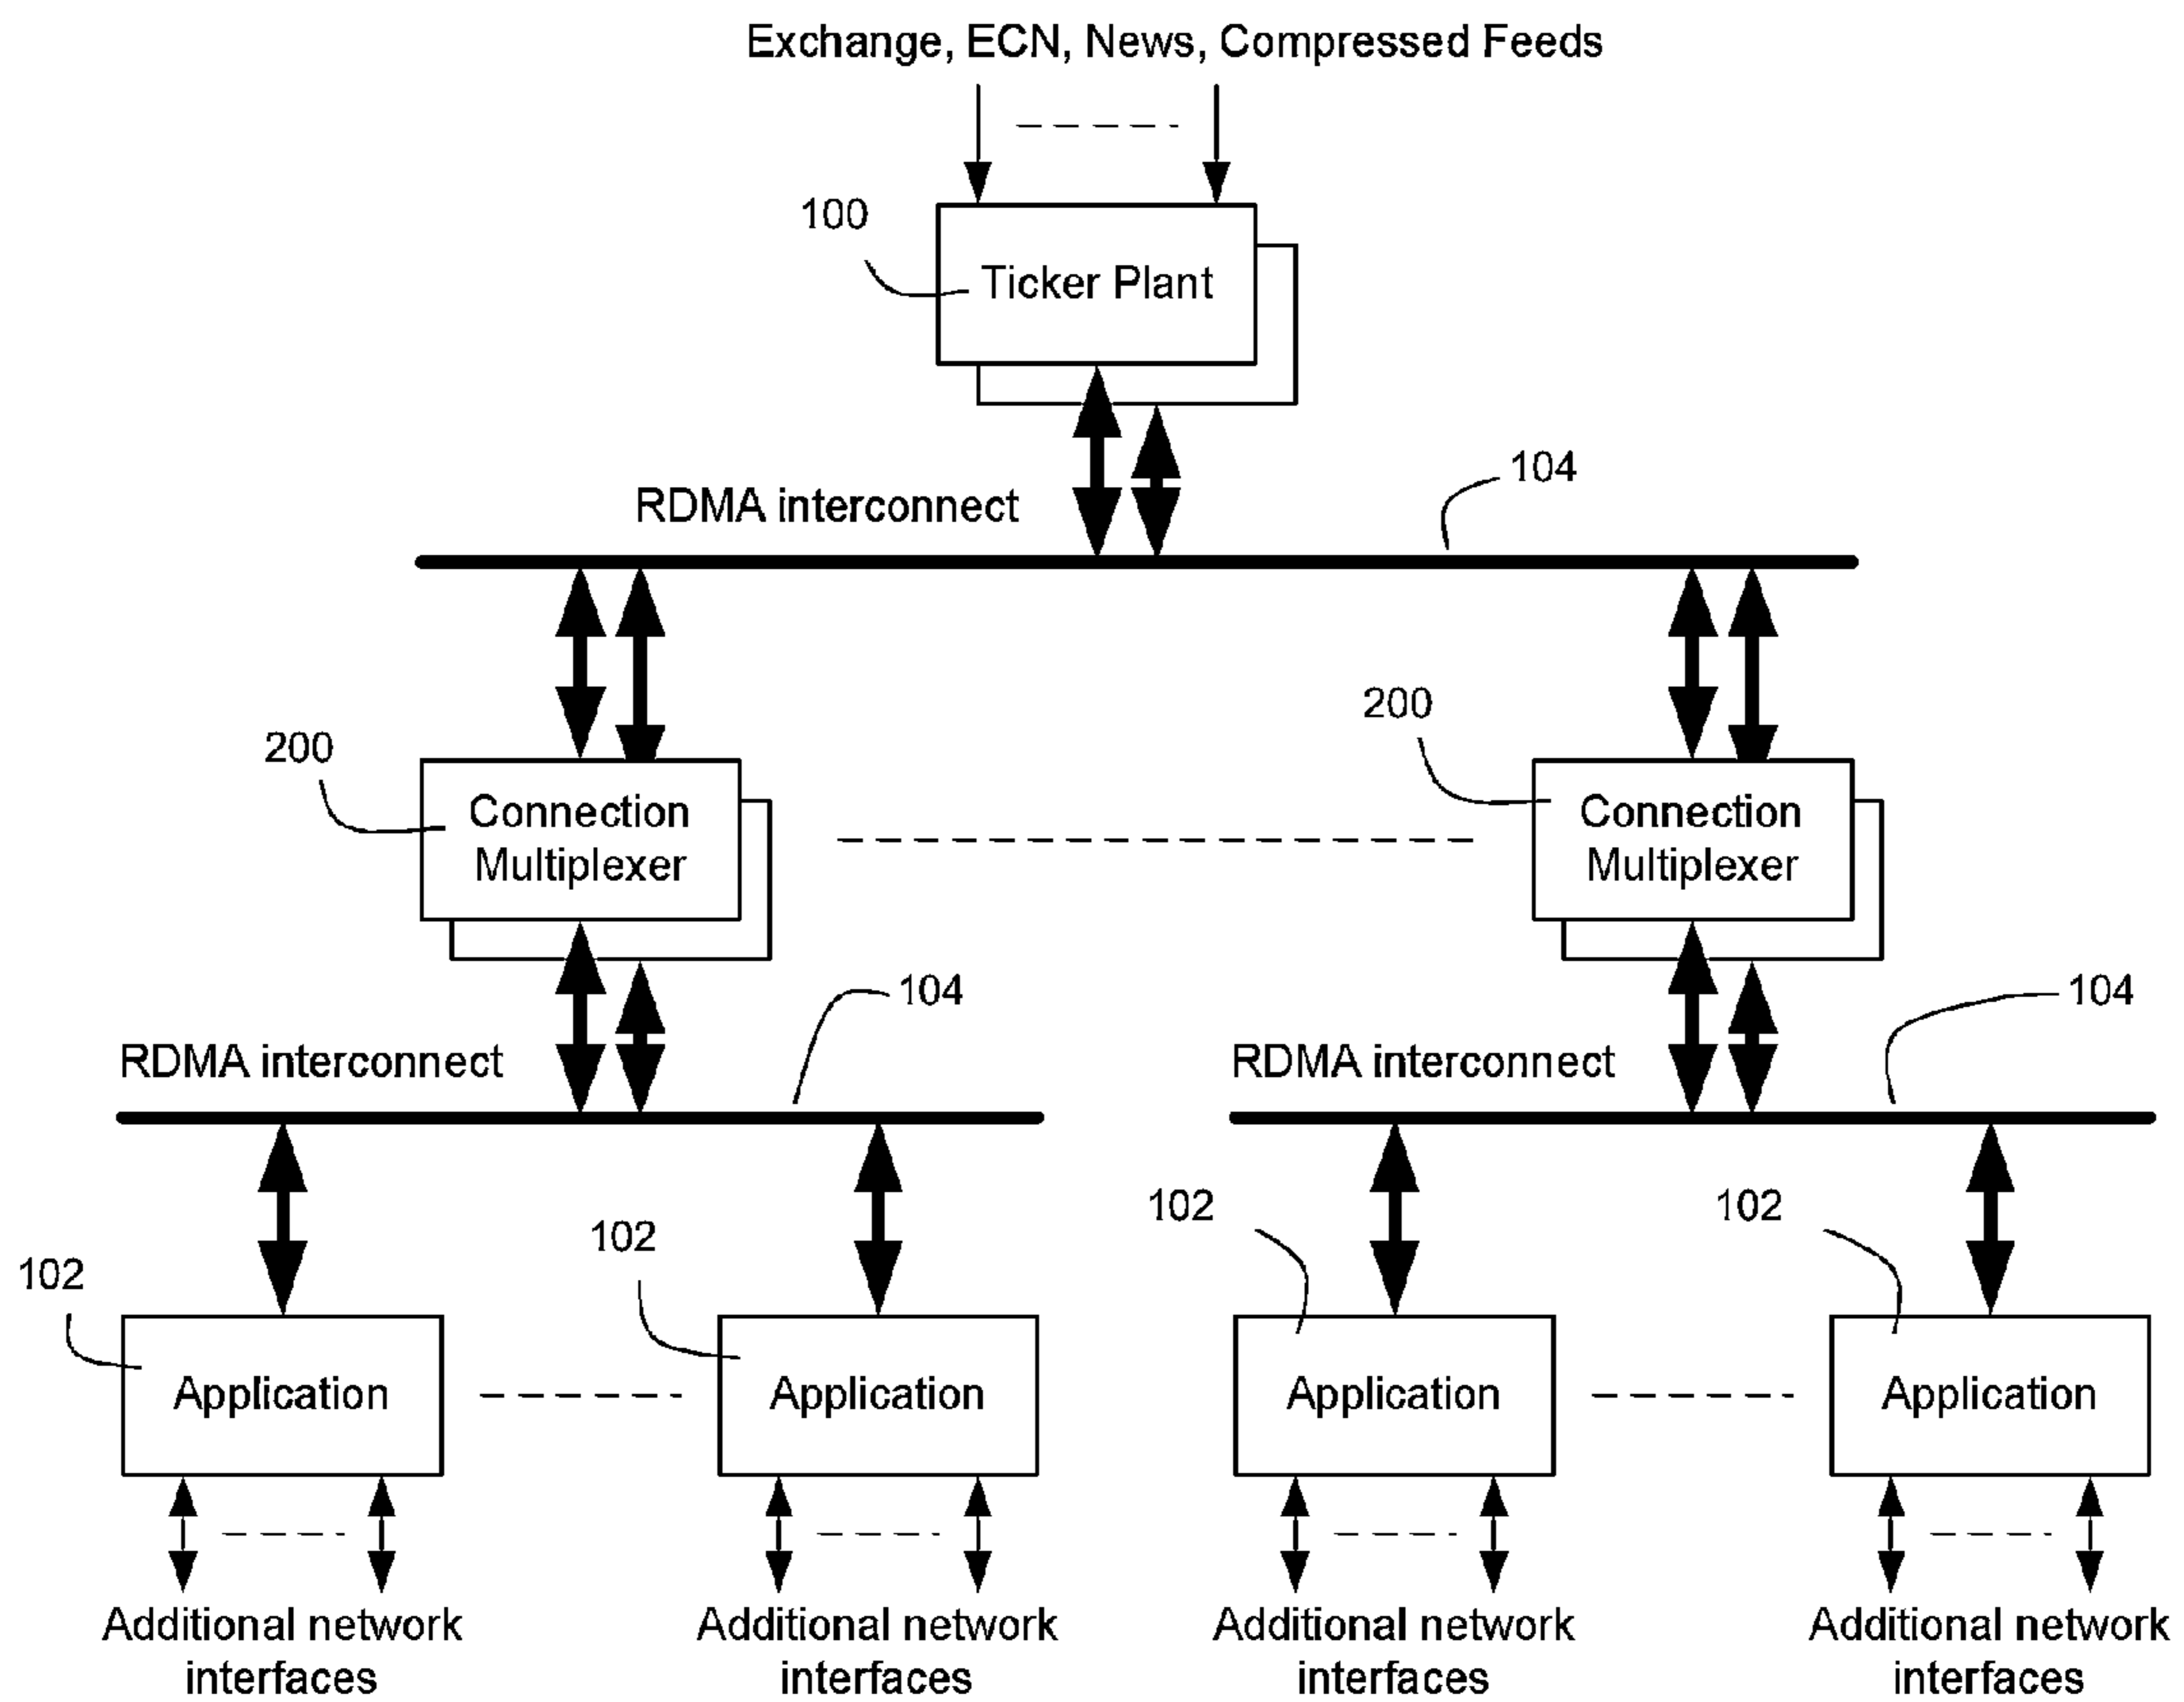 Exchange, ECN, News, Compressed Feeds
100
Ticker Plant
104
RDMA interconnect
200
200
Connection
Multiplexer
Connection
Multiplexer
104
104
RDMA interconnect
RDMA interconnect
102
102
102
102
Application
Application
Application
Application
Additional network
interfaces
Additional network
interfaces
Additional network
interfaces
Additional network
interfaces